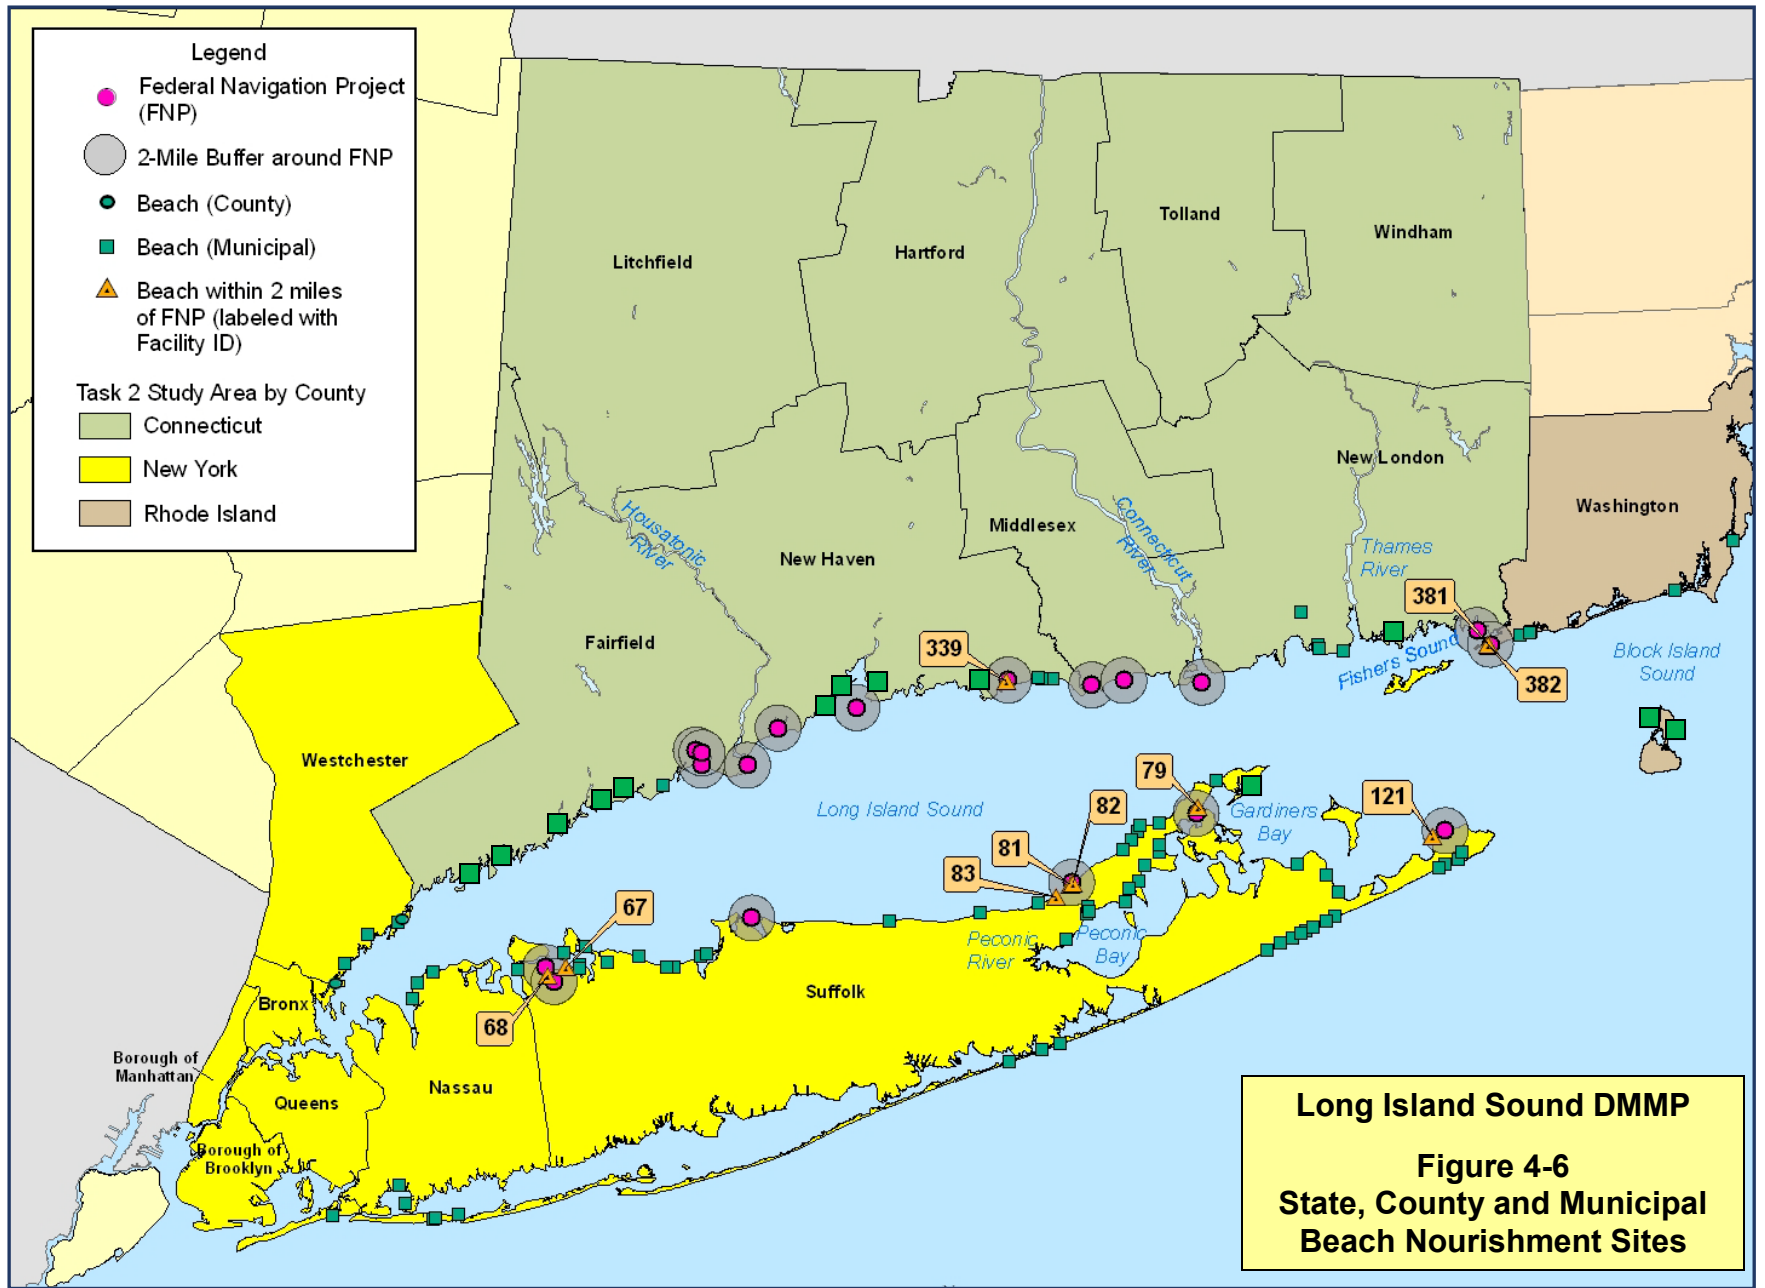 Legend
Federal Navigation Project
(FNP)
2-Mile Buffer around FNP
Beach (County)
Beach (Municipal)
Beach within 2 miles
of FNP (labeled with
Facility ID)
Task 2 Study Area by County
Connecticut
New York
Rhode Island
Litchfield
Hartford
Tolland
Windham
New London
Washington
Housatonic
River
New Haven
Middlesex
Connecticut
River
Thames
River
Fairfield
339
381
382
Fishers Sound
Block Island
Sound
Westchester
Long Island Sound
79
82
81
83
121
Gardiners
Bay
67
68
Peconic
River
Peconic
Bay
Suffolk
Bronx
Borough of
Manhattan
Nassau
Queens
Borough of
Brooklyn
Long Island Sound DMMP
Figure 4-6
State, County and Municipal
Beach Nourishment Sites